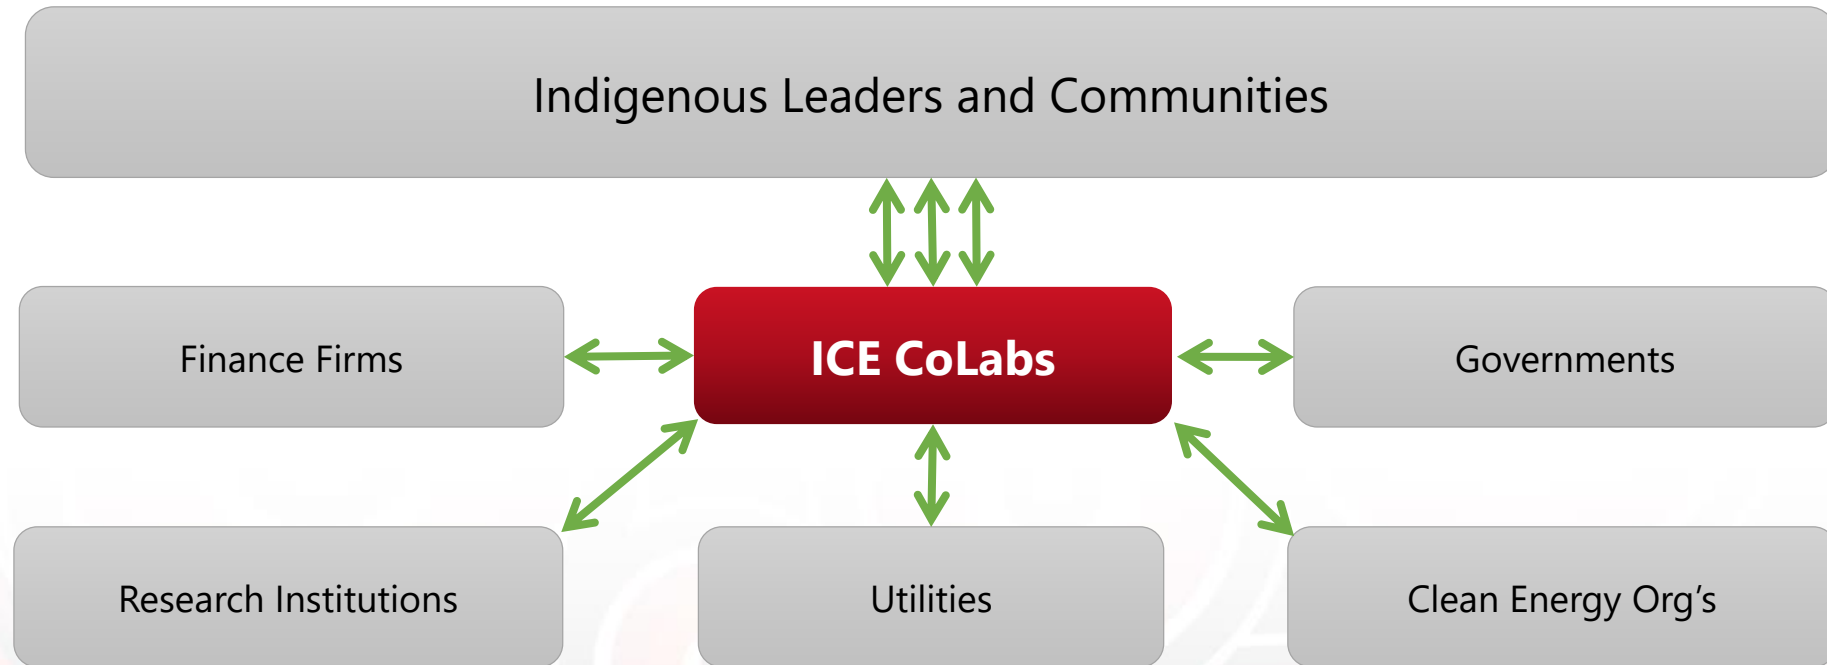 Indigenous Leaders and Communities
Finance Firms
ICE CoLabs
Governments
Research Institutions
Utilities
Clean Energy Org’s